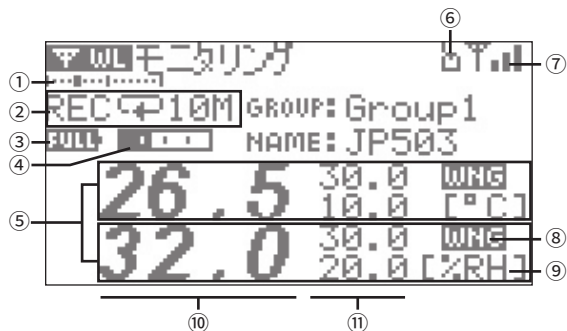 ⑥
WL モニタリング
⑦
①
② REC 10M GROUP:Group1
③ FULL NAME:JP503
④
⑤
26.5 30.0 WNG
10.0 [°C]
32.0 30.0 WNG ⑧
20.0 [%RH] ⑨
⑩ ⑪